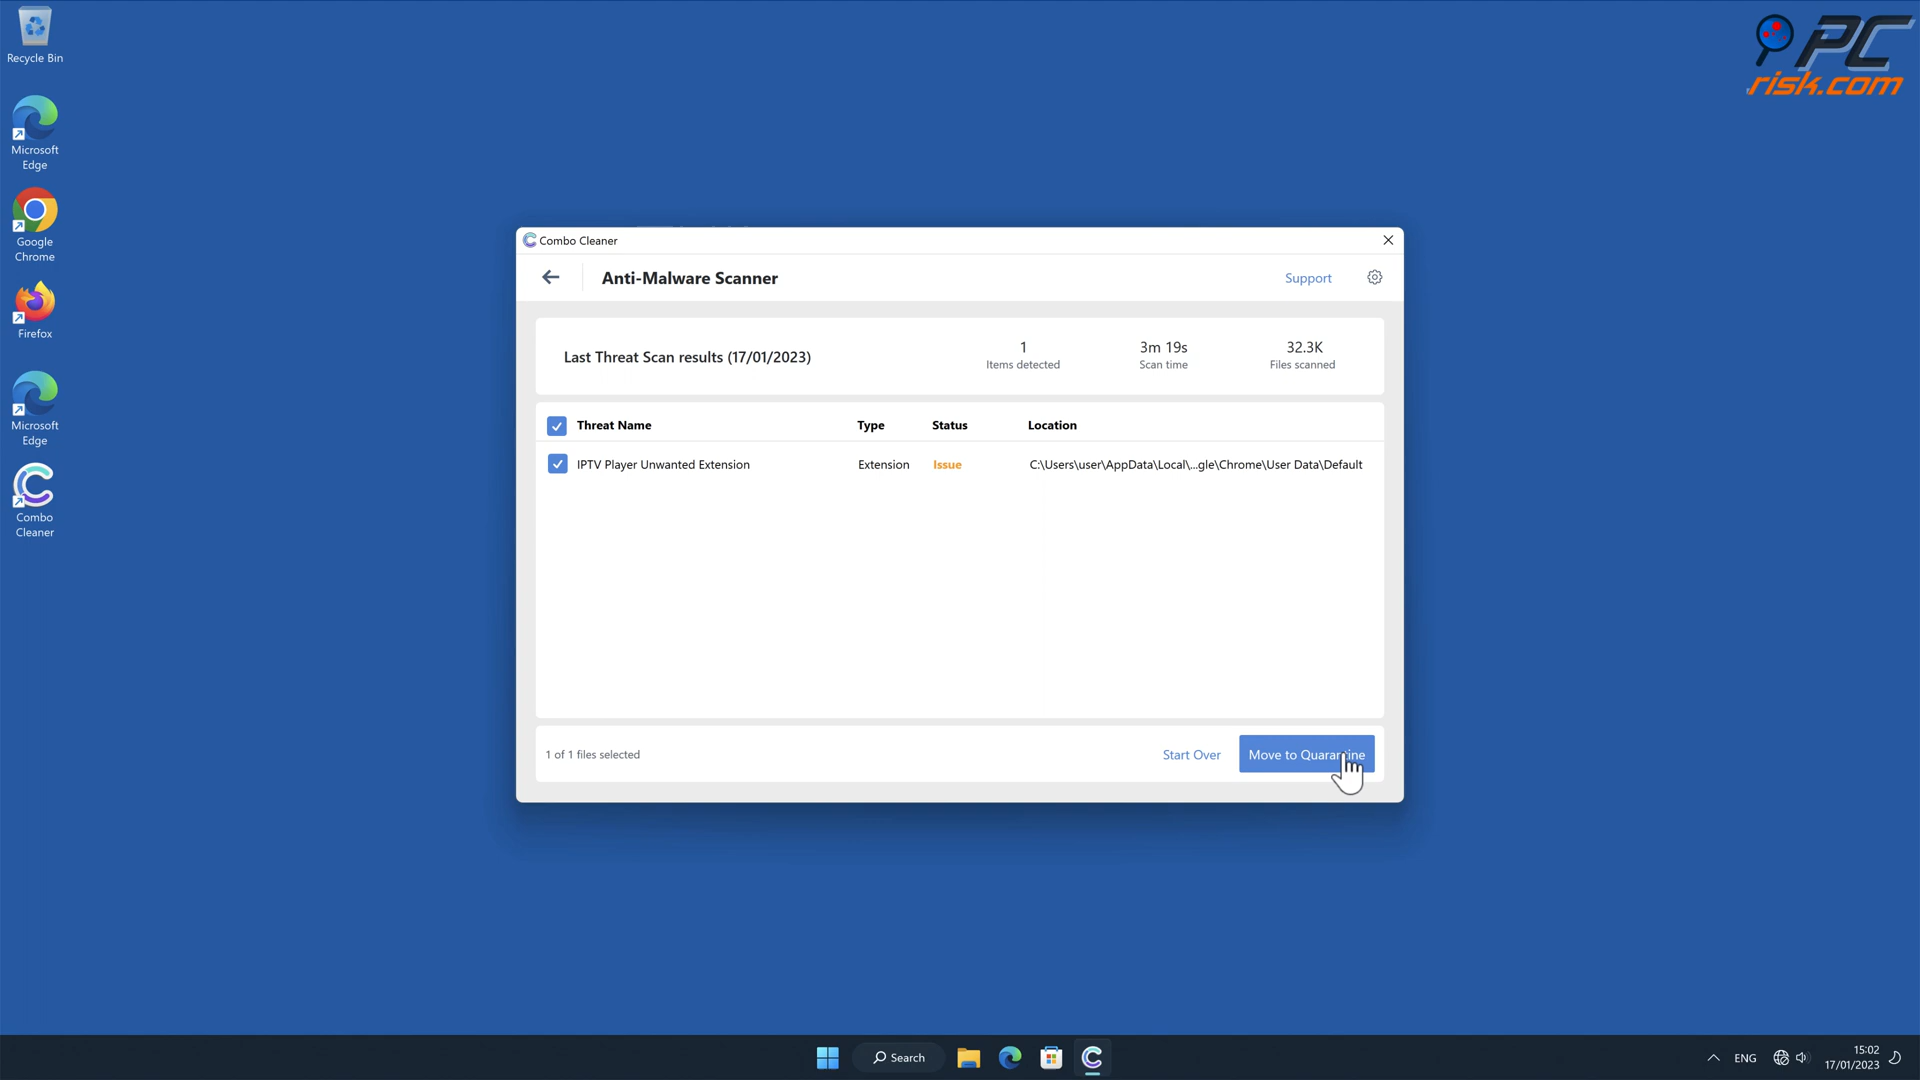 Recycle Bin
Microsoft
Edge
Google
Chrome
Firefox
Microsoft
Edge
Combo
Cleaner
PC
risk.com
Combo Cleaner
Anti-Malware Scanner
Support
Last Threat Scan results (17/01/2023)
1
Items detected
3m 19s
Scan time
32.3K
Files scanned
Threat Name Type Status Location
IPTV Player Unwanted Extension Extension Issue C:\Users\user\AppData\Local\...gle\Chrome\User Data\Default
1 of 1 files selected
Start Over
Move to Quarantine
Search
ENG
15:02
17/01/2023